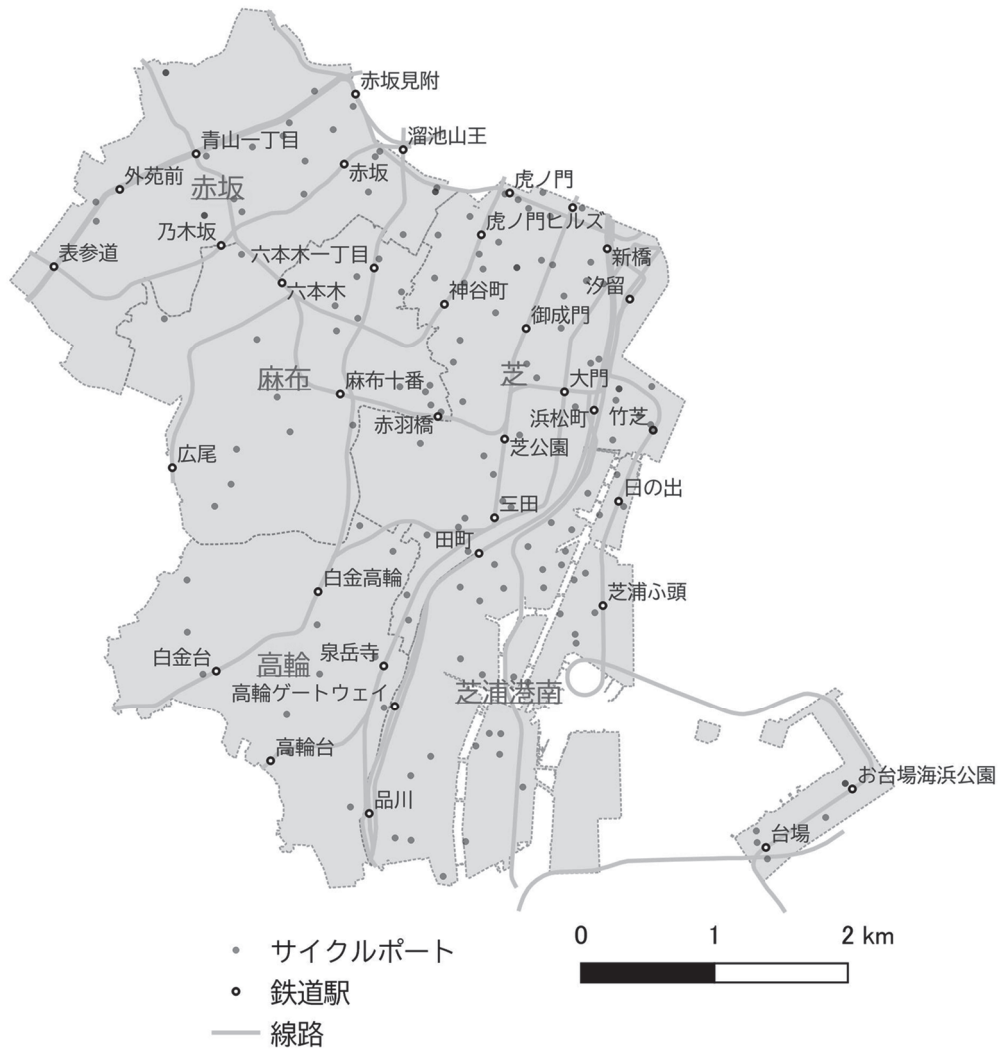 赤坂見附
溜池山王
青山一丁目
赤坂
外苑前
赤坂
虎ノ門
乃木坂
虎ノ門ヒルズ
表参道
六本木一丁目
新橋
六本木
神谷町
汐留
御成門
麻布
麻布十番
芝
大門
赤羽橋
浜松町
竹芝
芝公園
広尾
日の出
三田
田町
白金高輪
芝浦ふ頭
白金台
高輪
泉岳寺
高輪ゲートウェイ
芝浦港南
高輪台
お台場海浜公園
品川
台場
サイクルポート
鉄道駅
線路
0 1 2 km